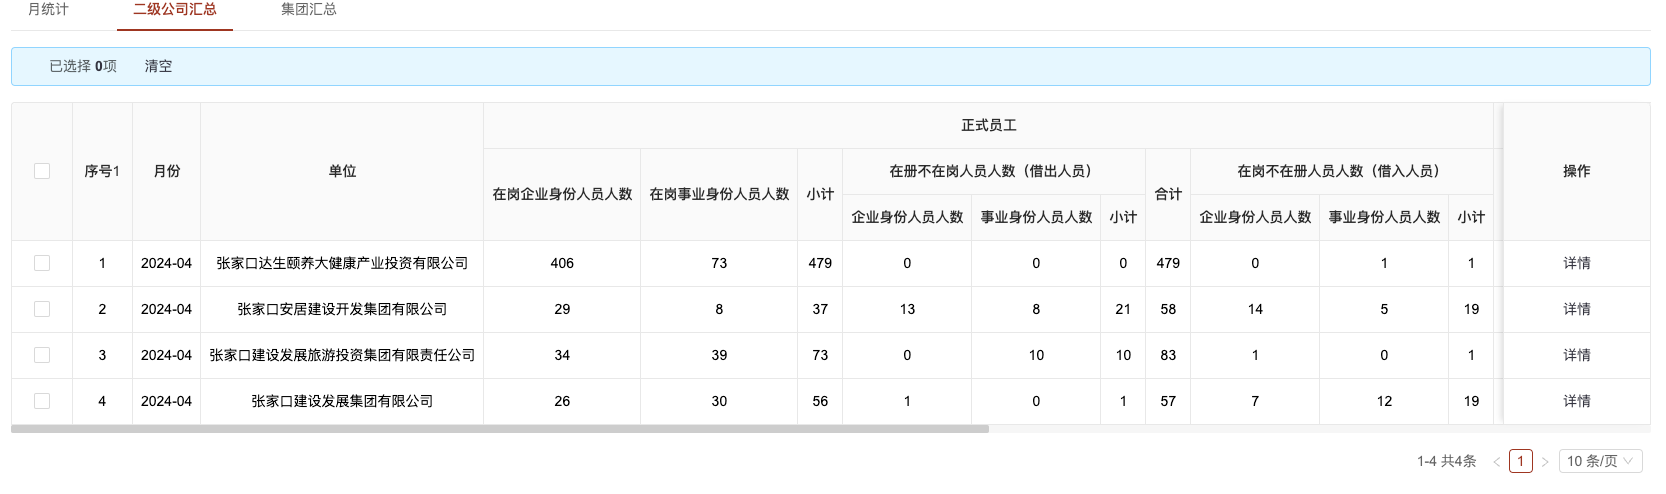 月统计 二级公司汇总 集团汇总
已选择 0项 清空
正式员工
序号1 月份 单位 在岗企业身份人员人数 在岗事业身份人员人数 小计 在册不在岗人员人数（借出人员） 合计 在岗不在册人员人数（借入人员） 操作
企业身份人员人数 事业身份人员人数 小计 企业身份人员人数 事业身份人员人数 小计
1 2024-04 张家口达生颐养大健康产业投资有限公司 406 73 479 0 0 0 479 0 1 1 详情
2 2024-04 张家口安居建设开发集团有限公司 29 8 37 13 8 21 58 14 5 19 详情
3 2024-04 张家口建设发展旅游投资集团有限责任公司 34 39 73 0 10 10 83 1 0 1 详情
4 2024-04 张家口建设发展集团有限公司 26 30 56 1 0 1 57 7 12 19 详情
1-4 共4条 < 1 > 10 条/页